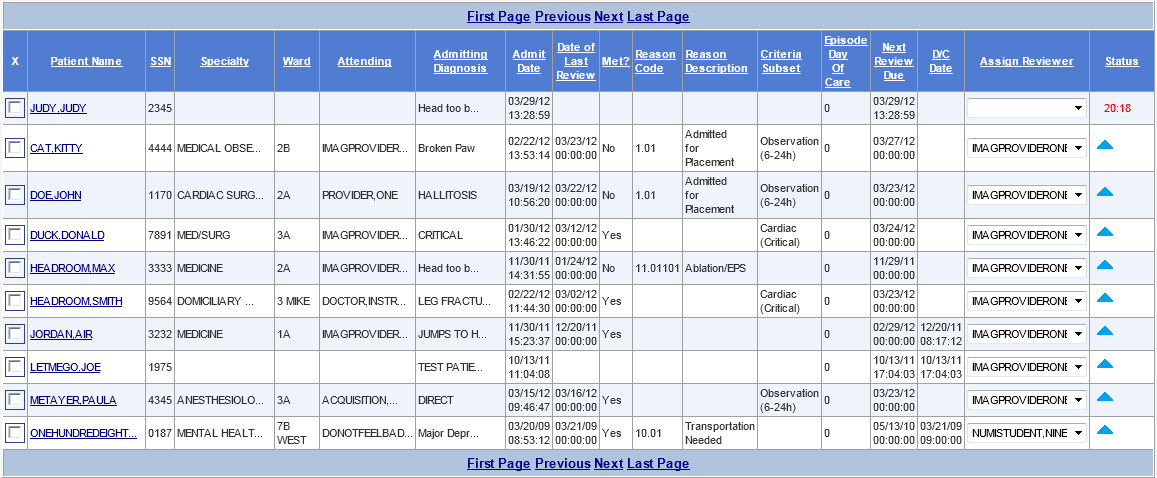 First Page Previous Next Last Page
X Patient Name SSN Specialty Ward Attending Admitting Diagnosis Admit Date Date of Last Review Met? Reason Code Reason Description Criteria Subset Episode Day Of Care Next Review Due D/C Date Assign Reviewer Status
JUDY,JUDY 2345 Head too b... 03/29/12 13:28:59 0 03/29/12 13:28:59 20:18
CAT,KITTY 4444 MEDICAL OBSE... 2B IMAGPROVIDER... Broken Paw 02/22/12 13:53:14 03/23/12 00:00:00 No 1.01 Admitted for Placement Observation (6-24h) 0 03/27/12 00:00:00 IMAGPROVIDERONE
DOE,JOHN 1170 CARDIAC SURG... 2A PROVIDER,ONE HALLITOSIS 03/19/12 10:56:20 03/22/12 00:00:00 No 1.01 Admitted for Placement Observation (6-24h) 0 03/23/12 00:00:00 IMAGPROVIDERONE
DUCK,DONALD 7891 MED/SURG 3A IMAGPROVIDER... CRITICAL 01/30/12 13:46:22 03/12/12 00:00:00 Yes Cardiac (Critical) 0 03/24/12 00:00:00 IMAGPROVIDERONE
HEADROOM,MAX 3333 MEDICINE 2A IMAGPROVIDER... Head too b... 11/30/11 14:31:55 01/24/12 00:00:00 No 11.01101 Ablation/EPS 0 11/29/11 00:00:00 IMAGPROVIDERONE
HEADROOM,SMITH 9564 DOMICILIARY ... 3 MIKE DOCTOR,INSTR... LEG FRACTU... 02/22/12 11:44:30 03/02/12 00:00:00 Yes Cardiac (Critical) 0 03/23/12 00:00:00 IMAGPROVIDERONE
JORDAN,AIR 3232 MEDICINE 1A IMAGPROVIDER... JUMPS TO H... 11/30/11 15:23:37 12/20/11 00:00:00 Yes 0 02/29/12 00:00:00 12/20/11 08:17:12 IMAGPROVIDERONE
LETMEGO,JOE 1975 TEST PATIE... 10/13/11 11:04:08 0 10/13/11 17:04:03 10/13/11 17:04:03 IMAGPROVIDERONE
METAYER,PAULA 4345 ANESTHESIOLO... 3A ACQUISITION,... DIRECT 03/15/12 09:46:47 03/16/12 00:00:00 Yes Observation (6-24h) 0 03/23/12 00:00:00 IMAGPROVIDERONE
ONEHUNDREDEIGHT... 0187 MENTAL HEALT... 7B WEST DONOTFEELBAD... Major Depr... 03/20/09 08:53:12 03/21/09 00:00:00 Yes 10.01 Transportation Needed 0 05/13/10 00:00:00 03/21/09 09:00:00 NUMISTUDENT,NINE
First Page Previous Next Last Page